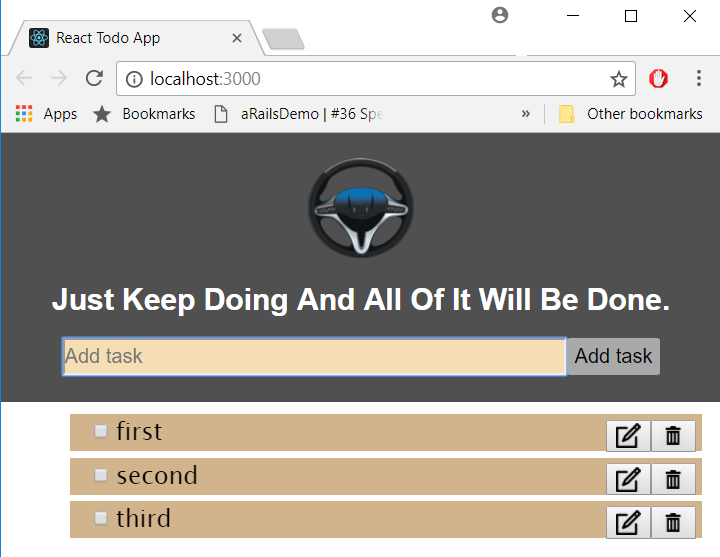 React Todo App
localhost:3000
Apps Bookmarks aRailsDemo | #36 Spe » Other bookmarks
Just Keep Doing And All Of It Will Be Done.
Add task Add task
first
second
third